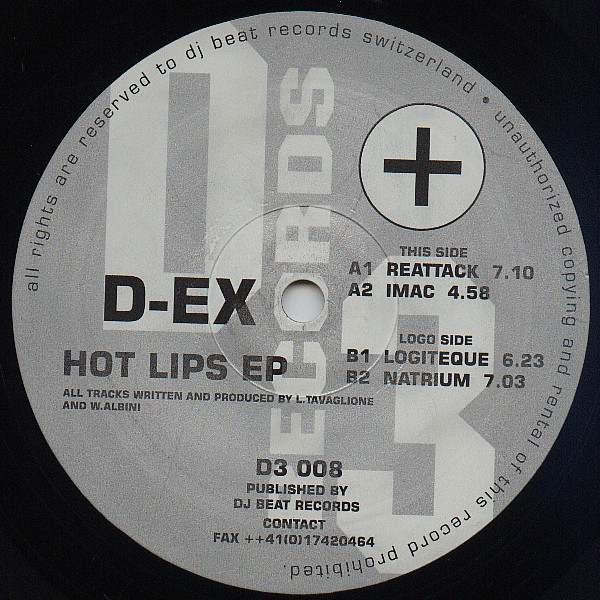 all rights are reserved to dj beat records switzerland • unauthorized copying and rental of this record prohibited.
D3
RECORDS
+
THIS SIDE
A1 REATTACK 7.10
A2 IMAC 4.58
D-EX
LOGO SIDE
B1 LOGITEQUE 6.23
B2 NATRIUM 7.03
HOT LIPS EP
ALL TRACKS WRITTEN AND PRODUCED BY L.TAVAGLIONE
AND W.ALBINI
D3 008
PUBLISHED BY
DJ BEAT RECORDS
CONTACT
FAX ++41(0)17420464